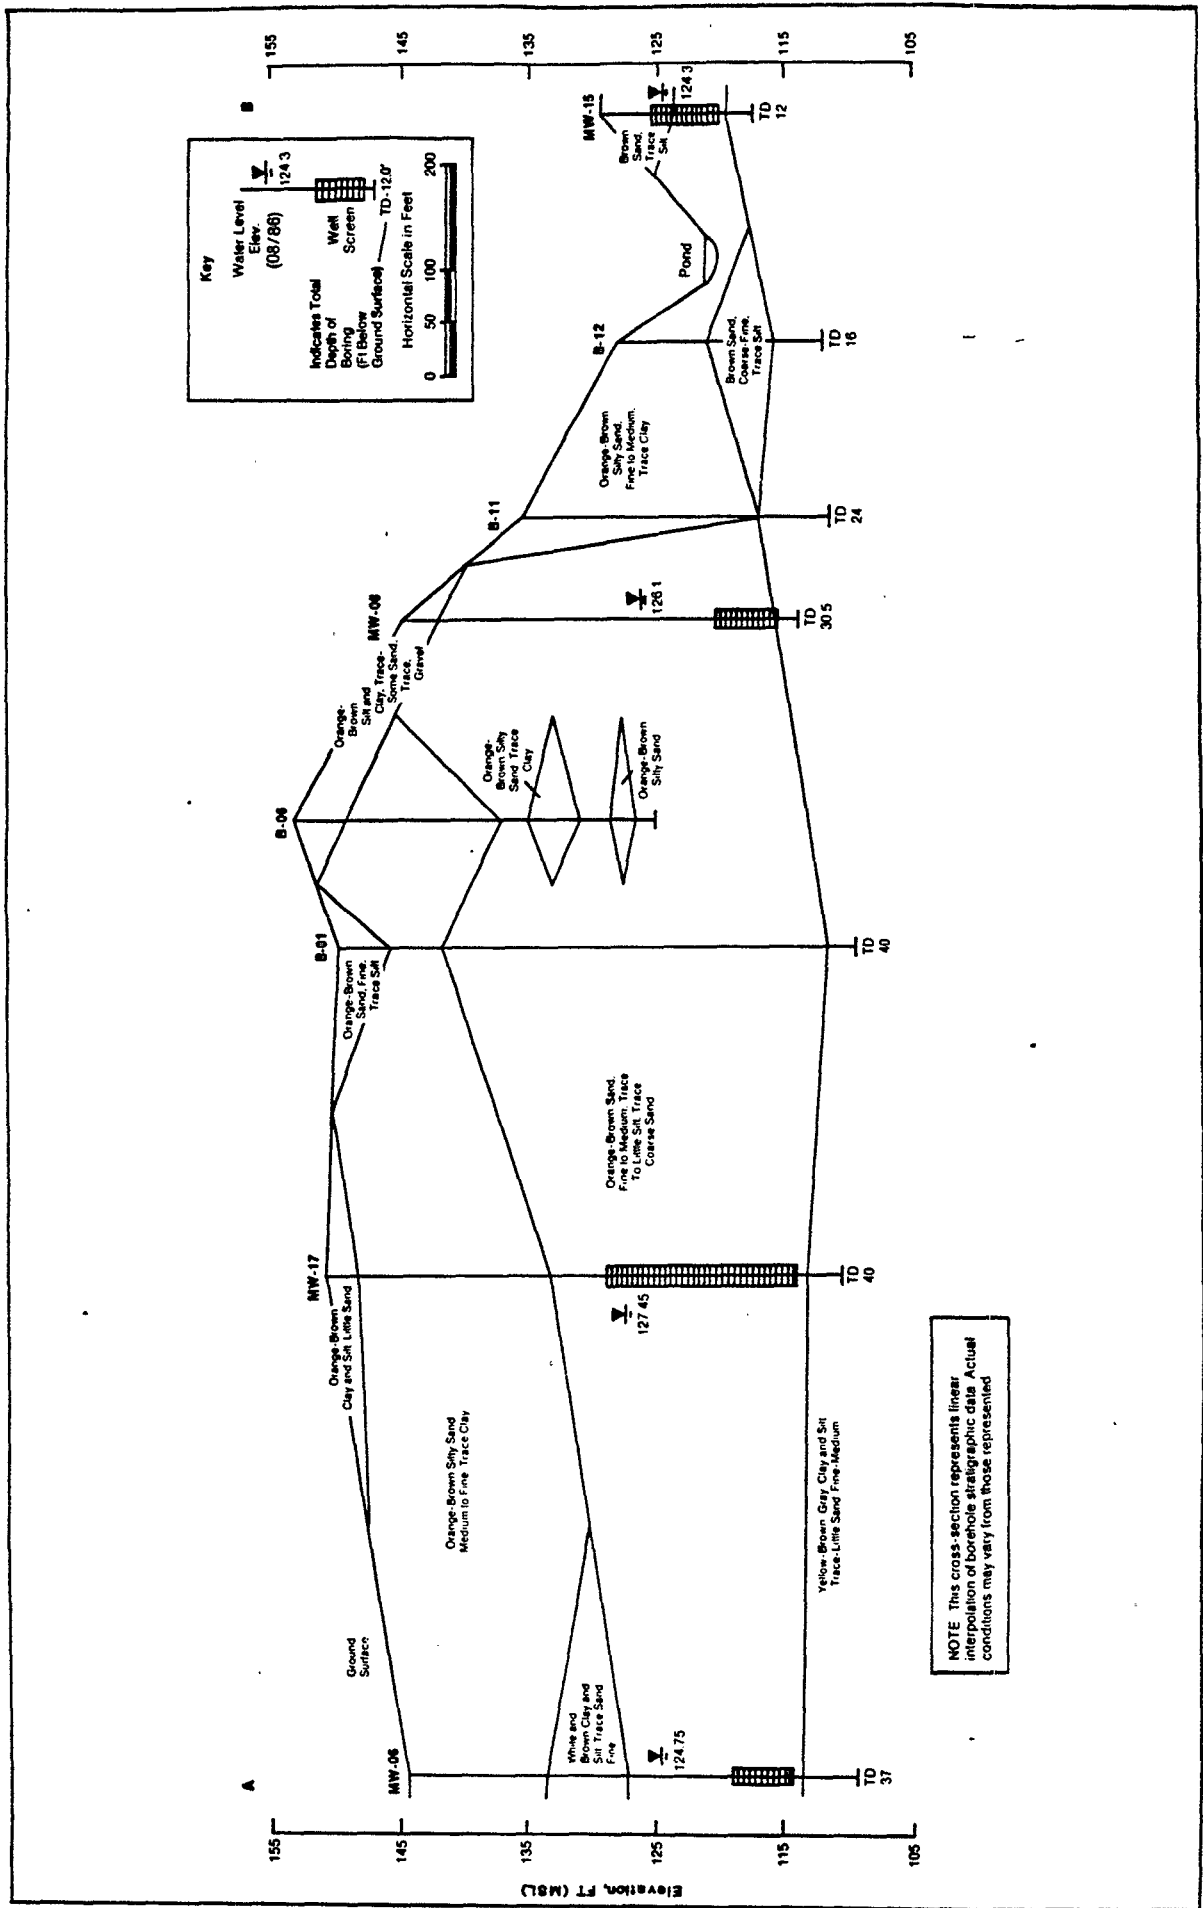 A
B
Elevation, FT (MSL)
155
145
135
125
115
105
155
145
135
125
115
105
MW-06
TD
37
124.75
White and
Brown Clay and
Silt Trace Sand
Fine
Ground
Surface
Orange-Brown Silty Sand
Medium to Fine Trace Clay
Yellow-Brown Gray Clay and Silt
Trace-Little Sand Fine-Medium
Orange-Brown
Clay and Silt Little Sand
MW-17
127 45
TD
40
Orange-Brown Sand,
Fine to Medium, Trace
To Little Silt, Trace
Coarse Sand
Orange-Brown
Sand, Fine,
Trace Silt
B-01
TD
40
B-06
Orange-
Brown
Silt and
Clay, Trace-
Some Sand,
Trace,
Gravel
Orange-
Brown Silty
Sand Trace
Clay
Orange-Brown
Silty Sand
MW-08
126.1
TD
30 5
B-11
TD
24
Orange-Brown
Silty Sand,
Fine to Medium,
Trace Clay
B-12
TD
16
Brown Sand,
Coarse-Fine,
Trace Silt
Pond
Brown
Sand,
Trace
Silt
MW-15
124 3
TD
12
Key
Water Level
Elev.
(08/86)
124.3
Well
Screen
Indicates Total
Depth of
Boring
(Ft Below
Ground Surface)
TD-12.0'
Horizontal Scale in Feet
0 50 100 200
NOTE This cross-section represents linear
interpolation of borehole stratigraphic data Actual
conditions may vary from those represented